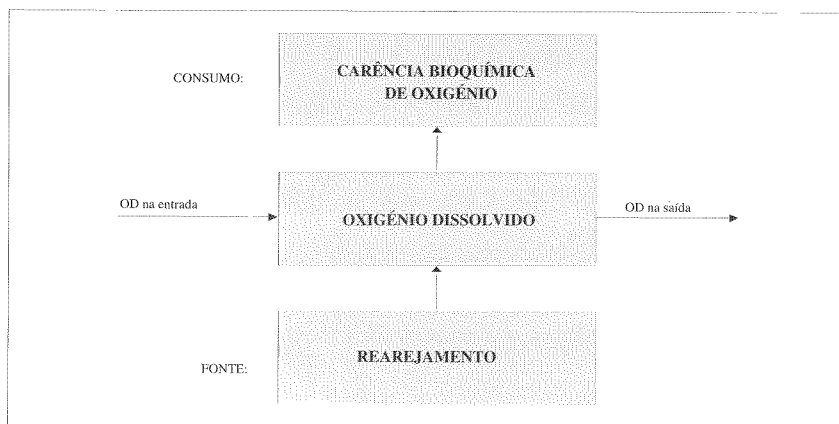 CONSUMO:
CARÊNCIA BIOQUÍMICA
DE OXIGÉNIO
OD na entrada
OXIGÉNIO DISSOLVIDO
OD na saída
REAREJAMENTO
FONTE: